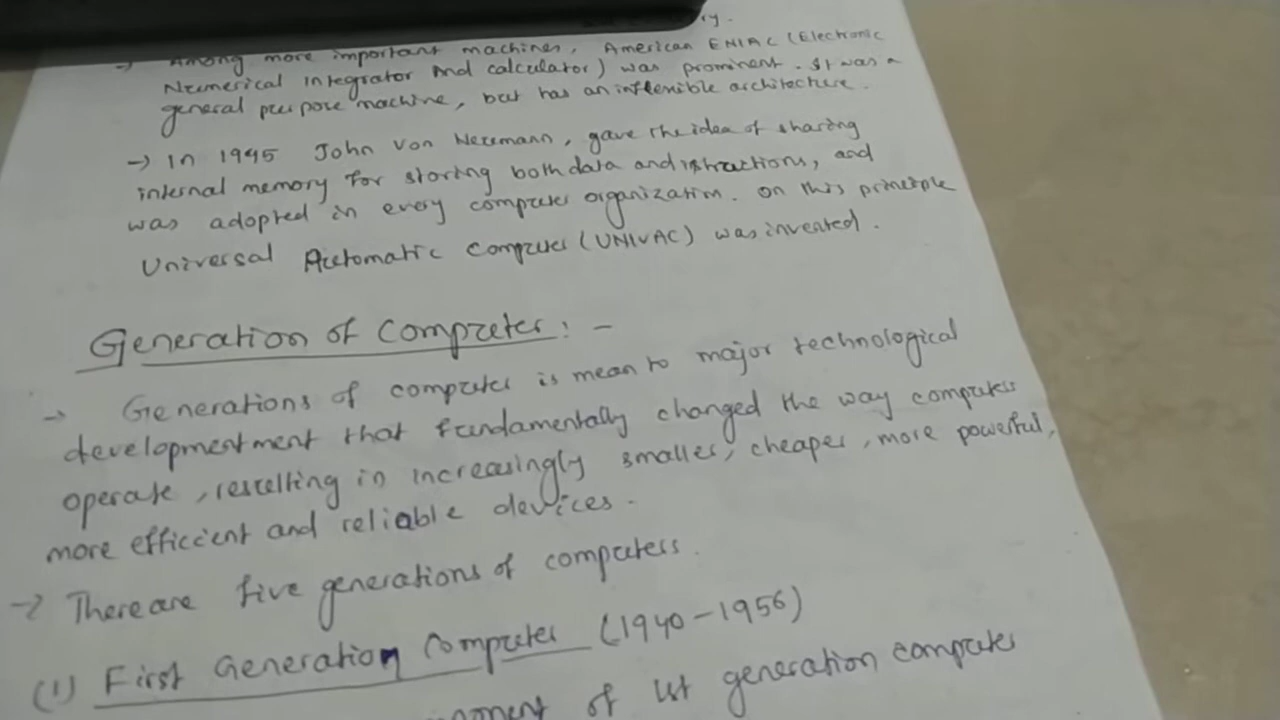 → Among more important machines, American ENIAC (Electronic
Numerical Integrator And calculator) was prominent. It was a
general purpose machine, but has an inflexible architecture.
→ In 1945 John Von Neumann, gave the idea of sharing
internal memory for storing both data and instructions, and
was adopted in every computer organization. On this principle
Universal Automatic Computer (UNIVAC) was invented.
Generation of Computer: -
→ Generations of computer is mean to major technological
developmentment that fundamentally changed the way computers
operate, resulting in increasingly smaller, cheaper, more powerful,
more efficient and reliable devices.
→ There are five generations of computers.
(1) First Generation Computer (1940-1956)
of 1st generation computer